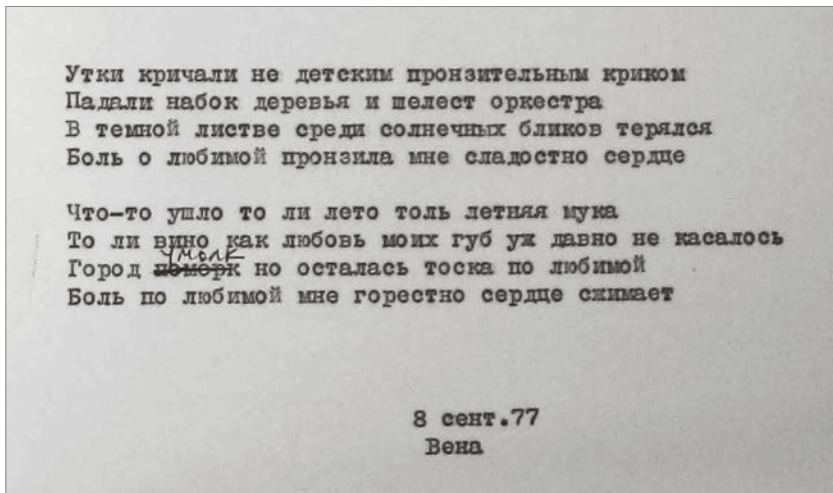 Утки кричали не детским пронзительным криком
Падали набок деревья и шелест оркестра
В темной листве среди солнечных бликов терялся
Боль о любимой пронзила мне сладостно сердце
Что-то ушло то ли лето толь летняя мука
То ли вино как любовь моих губ уж давно не касалось
умолк
Город поморк но осталась тоска по любимой
Боль по любимой мне горестно сердце сжимает
8 сент.77
Вена